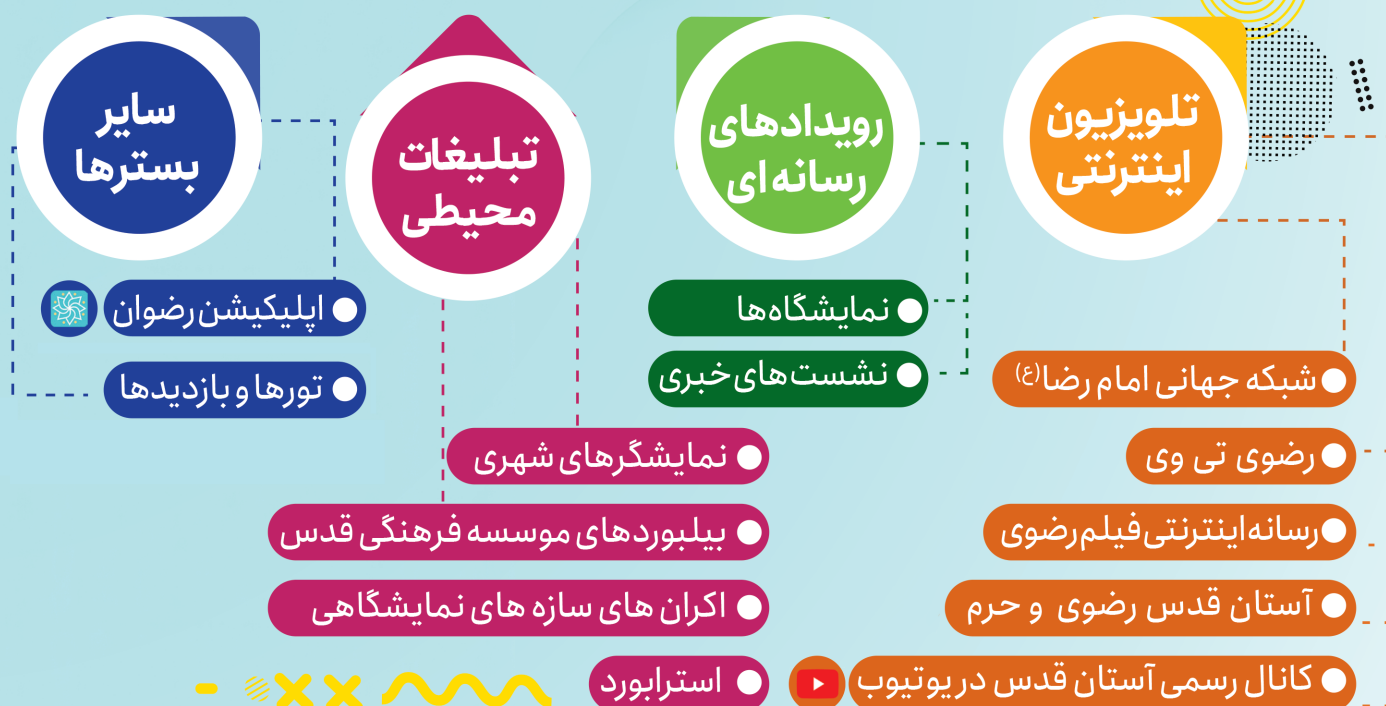 تلویزیون
اینترنتی
شبکه جهانی امام رضا(ع)
رضوی تی وی
رسانه اینترنتی فیلم رضوی
آستان قدس رضوی و حرم
کانال رسمی آستان قدس در یوتیوب
رویدادهای
رسانه ای
نمایشگاه‌ها
نشست‌های خبری
تبلیغات
محیطی
نمایشگرهای شهری
بیلبوردهای موسسه فرهنگی قدس
اکران های سازه های نمایشگاهی
استرابورد
سایر
بسترها
اپلیکیشن رضوان
تورها و بازدیدها